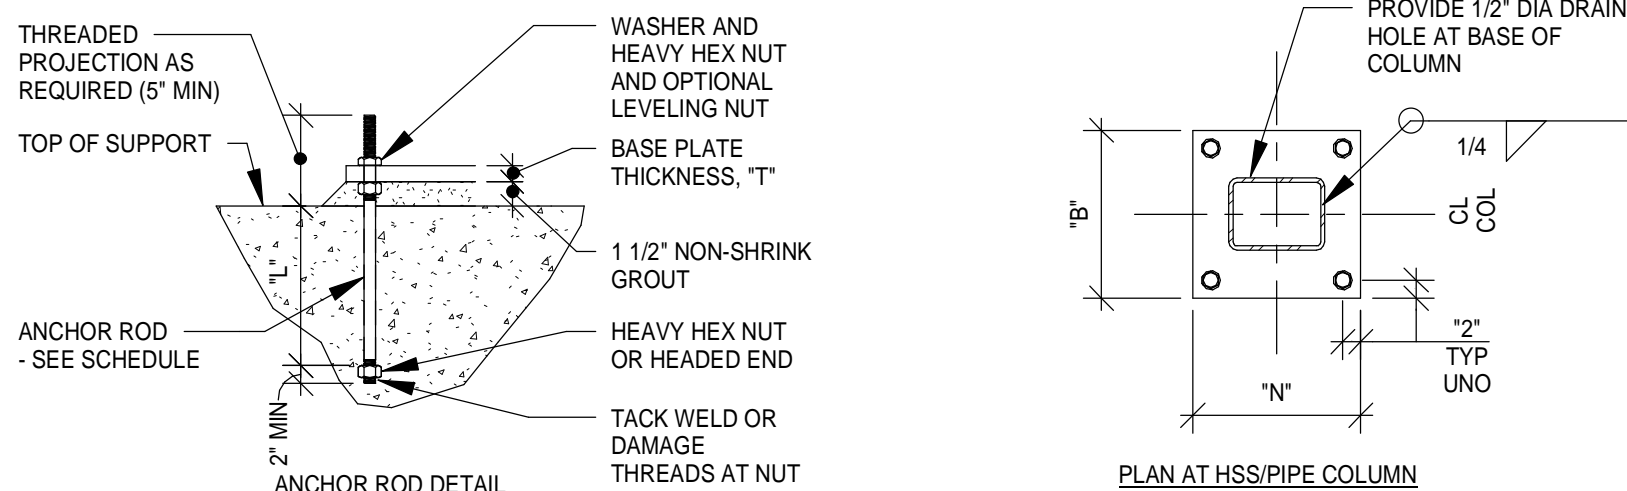 THREADED
PROJECTION AS
REQUIRED (5" MIN)
TOP OF SUPPORT
"L"
ANCHOR ROD
- SEE SCHEDULE
2" MIN
ANCHOR ROD DETAIL
WASHER AND
HEAVY HEX NUT
AND OPTIONAL
LEVELING NUT
BASE PLATE
THICKNESS, "T"
1 1/2" NON-SHRINK
GROUT
HEAVY HEX NUT
OR HEADED END
TACK WELD OR
DAMAGE
THREADS AT NUT
PROVIDE 1/2" DIA DRAIN
HOLE AT BASE OF
COLUMN
1/4
"B"
CL
COL
"2"
TYP
UNO
"N"
PLAN AT HSS/PIPE COLUMN